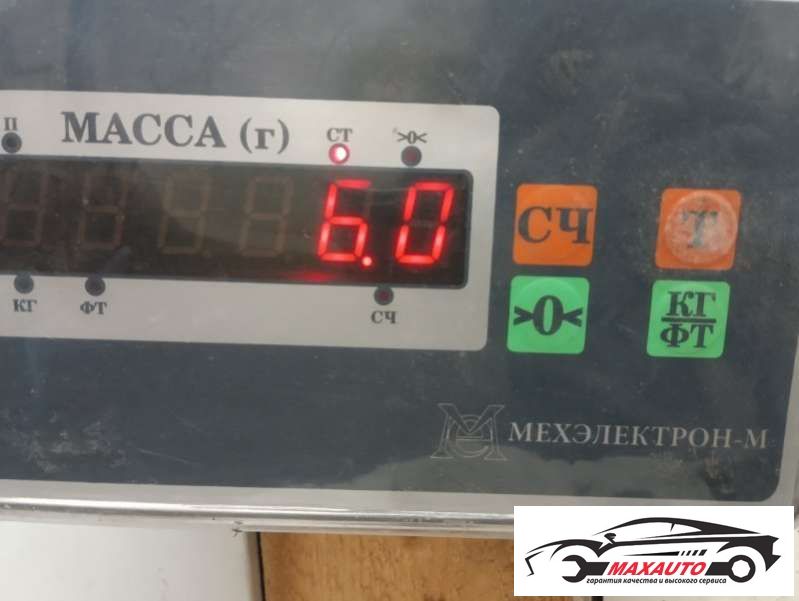 П
МАССА (г)
СТ
>0<
6.0
КГ
ФТ
СЧ
СЧ
Т
>0<
КГ
ФТ
МЕХЭЛЕКТРОН-М
MAXAUTO
гарантия качества и высокого сервиса